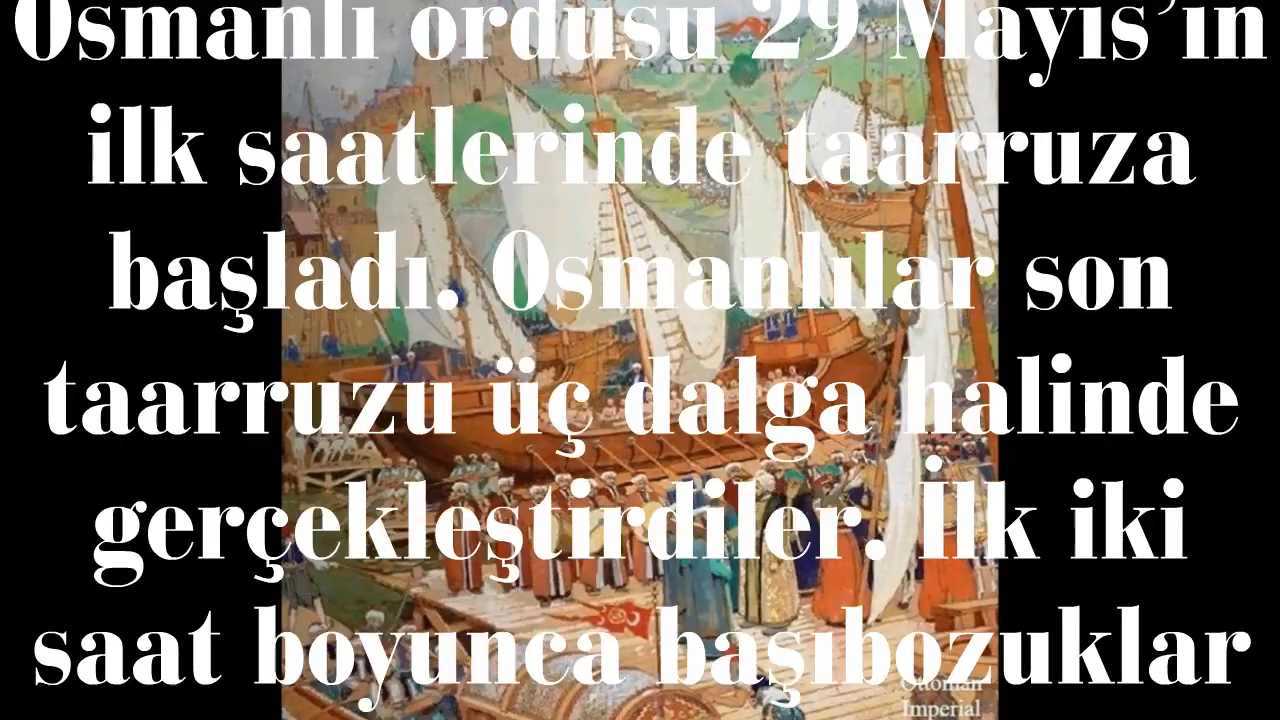 Osmanlı ordusu 29 Mayıs’ın
ilk saatlerinde taarruza
başladı. Osmanlılar son
taarruzu üç dalga halinde
gerçekleştirdiler. İlk iki
saat boyunca başıbozuklar
Ottoman
Imperial